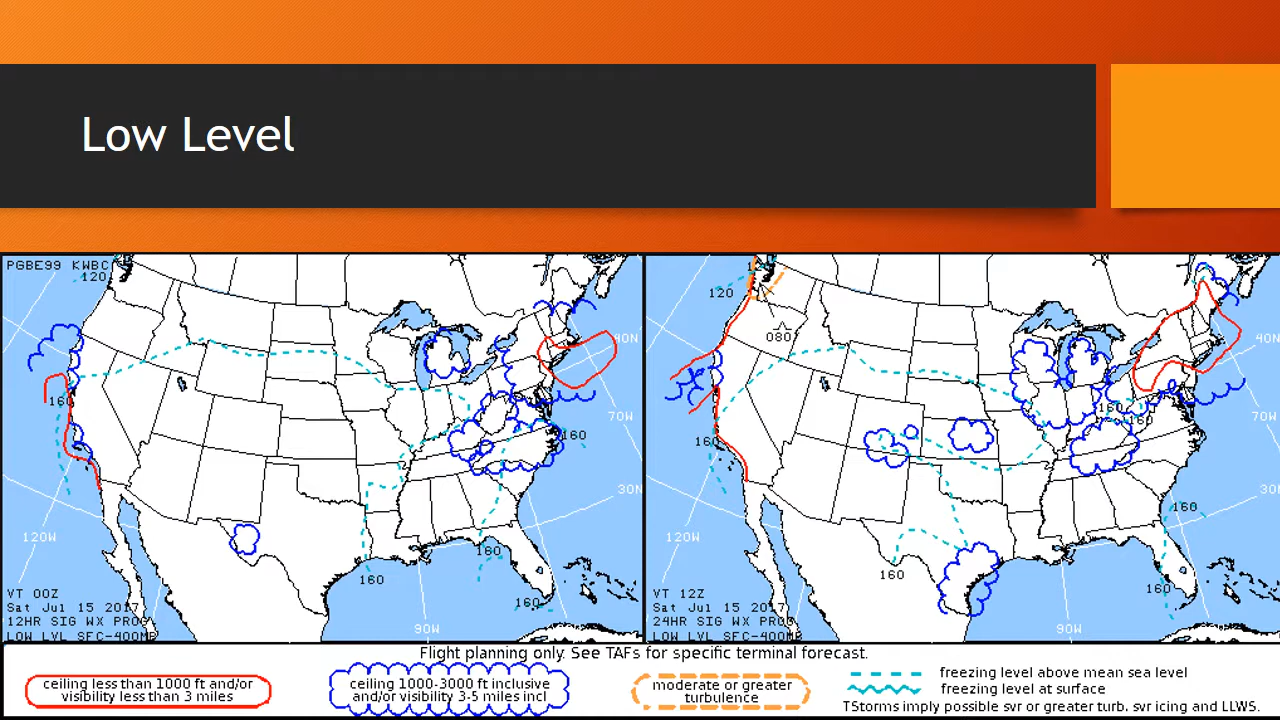 Low Level
PGBE99 KWBC
120
160
40N
70W
160
30N
120W
160
160
160
90W
VT 00Z
Sat Jul 15 2017
12HR SIG WX PROG
LOW LVL SFC-400MB
120
080
40N
160
160
70W
160
30N
160
120W
160
160
90W
VT 12Z
Sat Jul 15 2017
24HR SIG WX PROG
LOW LVL SFC-400MB
Flight planning only. See TAFs for specific terminal forecast.
ceiling less than 1000 ft and/or
visibility less than 3 miles
ceiling 1000-3000 ft inclusive
and/or visibility 3-5 miles incl
moderate or greater
turbulence
freezing level above mean sea level
freezing level at surface
TStorms imply possible svr or greater turb. svr icing and LLWS.